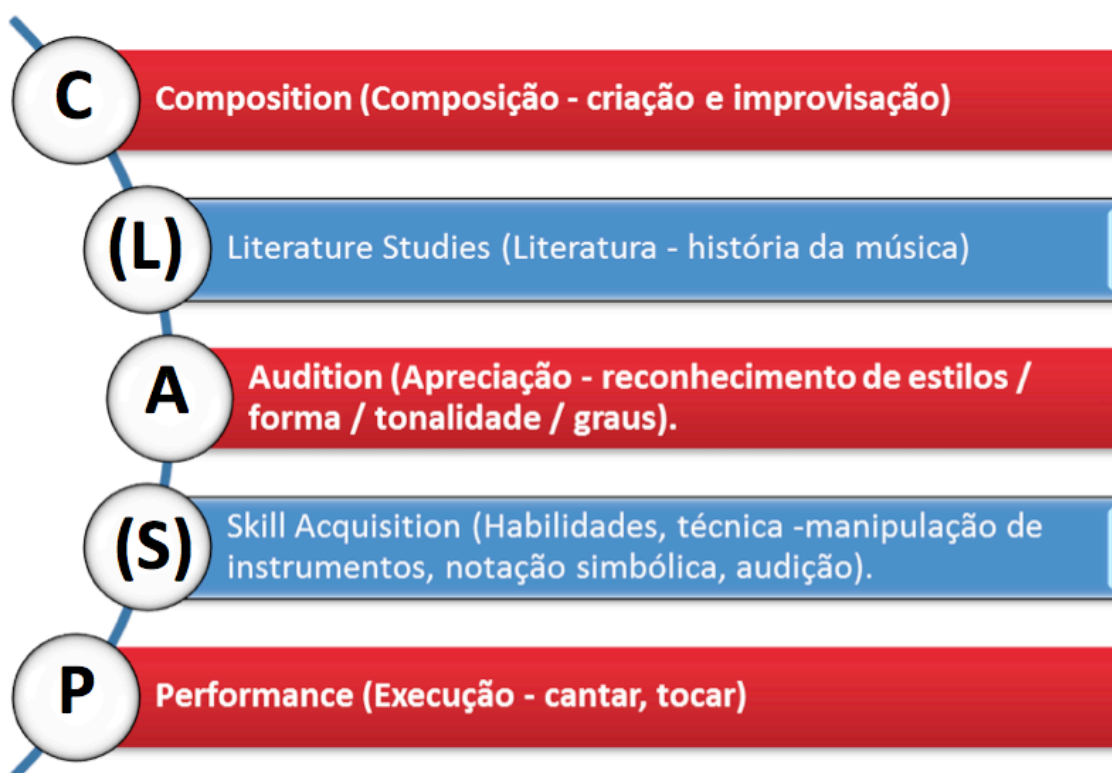 C
Composition (Composição - criação e improvisação)
(L)
Literature Studies (Literatura - história da música)
A
Audition (Apreciação - reconhecimento de estilos /
forma / tonalidade / graus).
(S)
Skill Acquisition (Habilidades, técnica -manipulação de
instrumentos, notação simbólica, audição).
P
Performance (Execução - cantar, tocar)